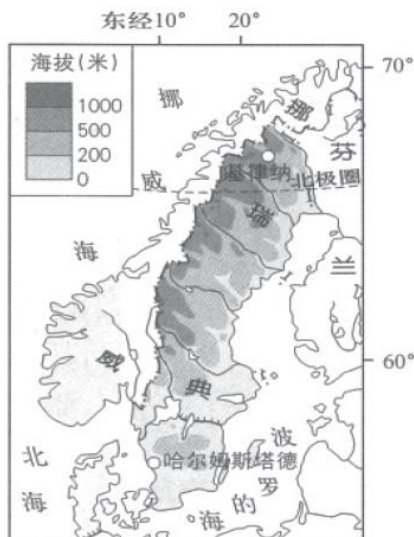 东经10° 20°
海拔(米)
1000
500
200
0
70°
挪
挪
芬
基律纳
北极圈
威
瑞
海
兰
威
典
60°
波
哈尔姆斯塔德
北
罗
海
的
海